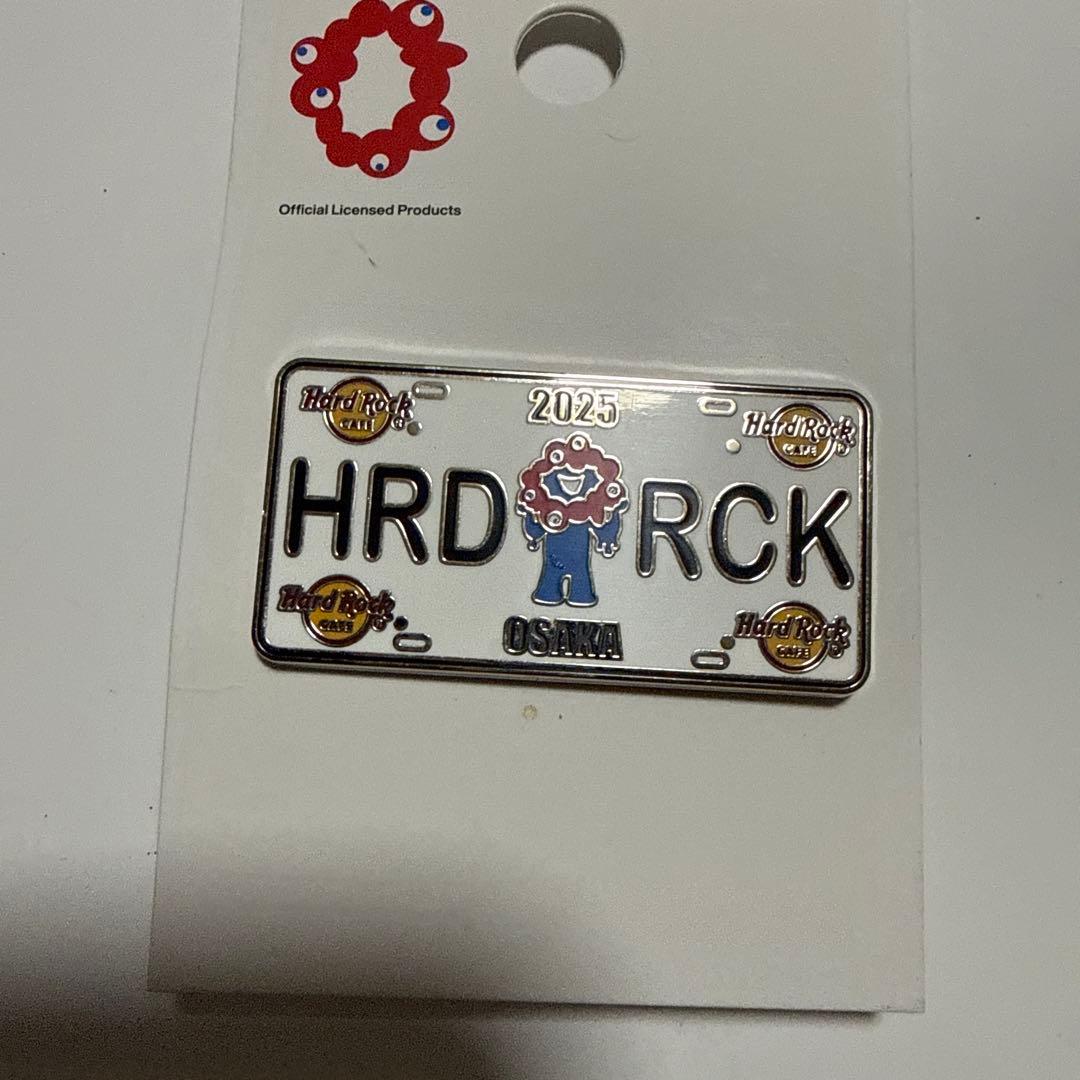 Official Licensed Products
Hard Rock
CAFE
®
2025
Hard Rock
CAFE
®
HRD RCK
Hard Rock
CAFE
®
OSAKA
Hard Rock
CAFE
®